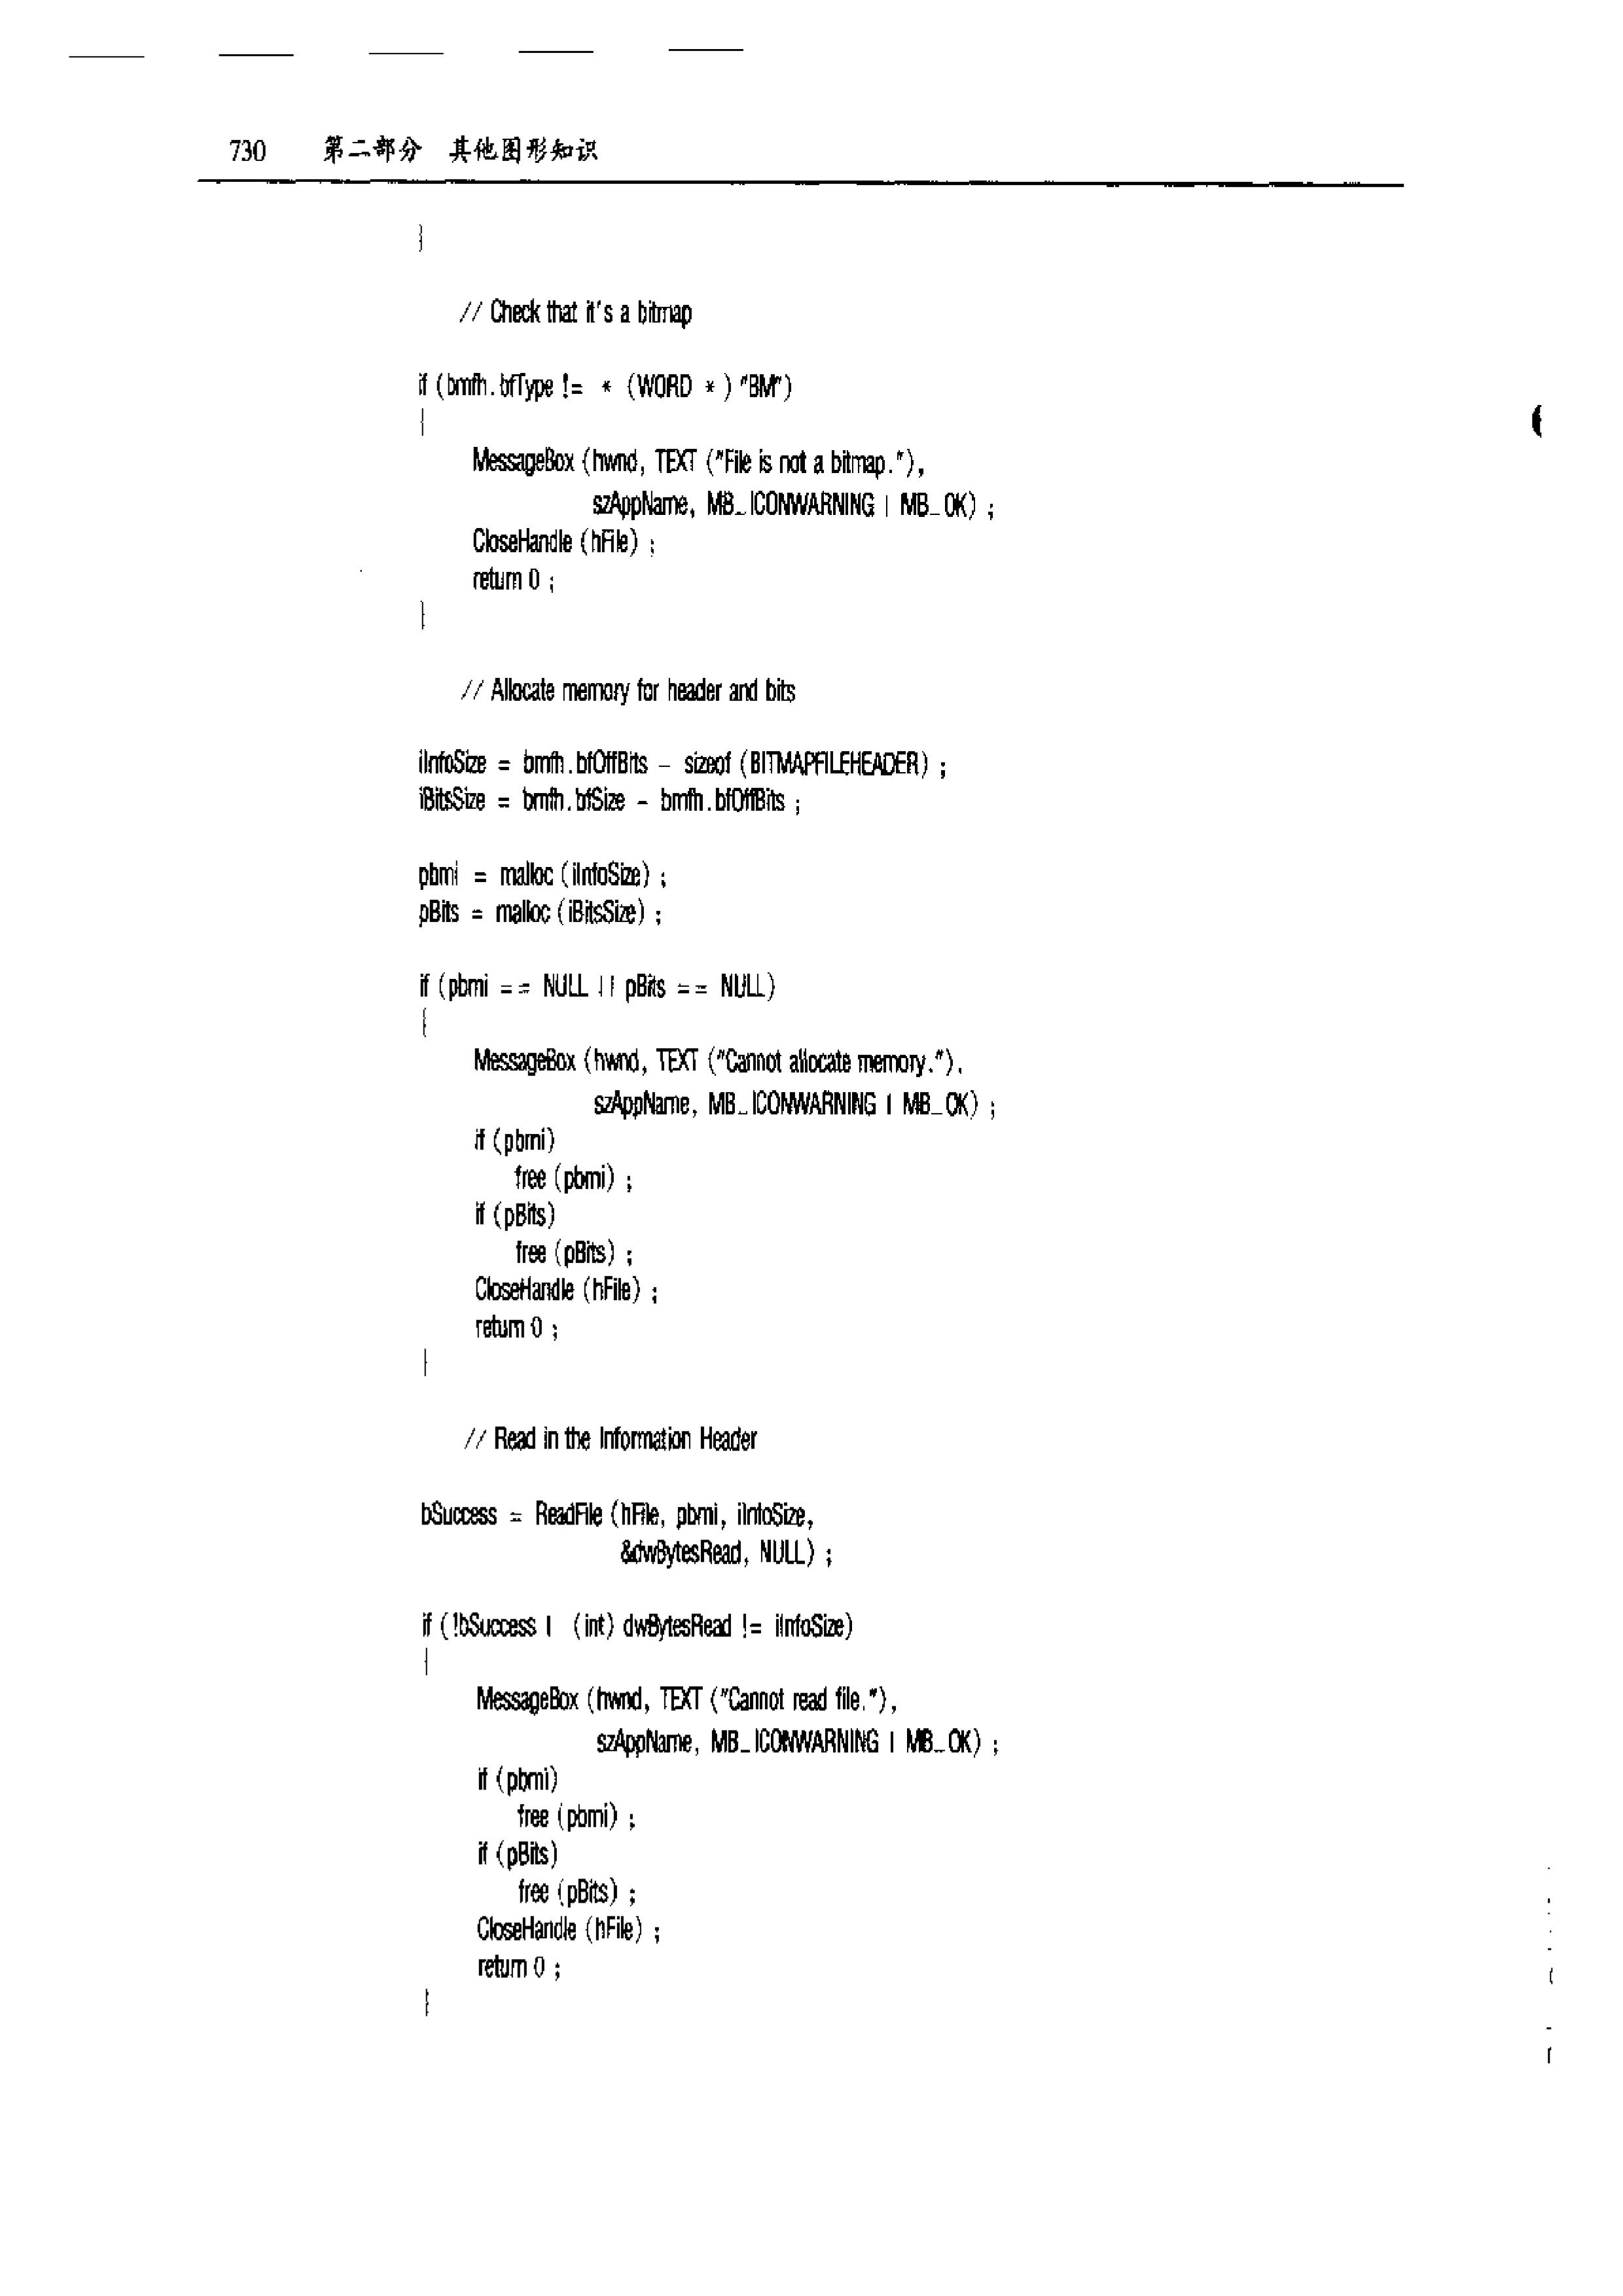 730 第二部分 其他图形知识
}
// Check that it's a bitmap
if (bmfh.bfType != * (WORD * ) "BM")
{
MessageBox (hwnd, TEXT ("File is not a bitmap."),
szAppName, MB_ICONWARNING | MB_OK) ;
CloseHandle (hFile) ;
return 0 ;
}
// Allocate memory for header and bits
iInfoSize = bmfh.bfOffBits - sizeof (BITMAPFILEHEADER) ;
iBitsSize = bmfh.bfSize - bmfh.bfOffBits ;
pbmi = malloc (iInfoSize) ;
pBits = malloc (iBitsSize) ;
if (pbmi == NULL || pBits == NULL)
{
MessageBox (hwnd, TEXT ("Cannot allocate memory."),
szAppName, MB_ICONWARNING | MB_OK) ;
if (pbmi)
free (pbmi) ;
if (pBits)
free (pBits) ;
CloseHandle (hFile) ;
return 0 ;
}
// Read in the Information Header
bSuccess = ReadFile (hFile, pbmi, iInfoSize,
&dwBytesRead, NULL) ;
if (!bSuccess | (int) dwBytesRead != iInfoSize)
{
MessageBox (hwnd, TEXT ("Cannot read file."),
szAppName, MB_ICONWARNING | MB_OK) ;
if (pbmi)
free (pbmi) ;
if (pBits)
free (pBits) ;
CloseHandle (hFile) ;
return 0 ;
}